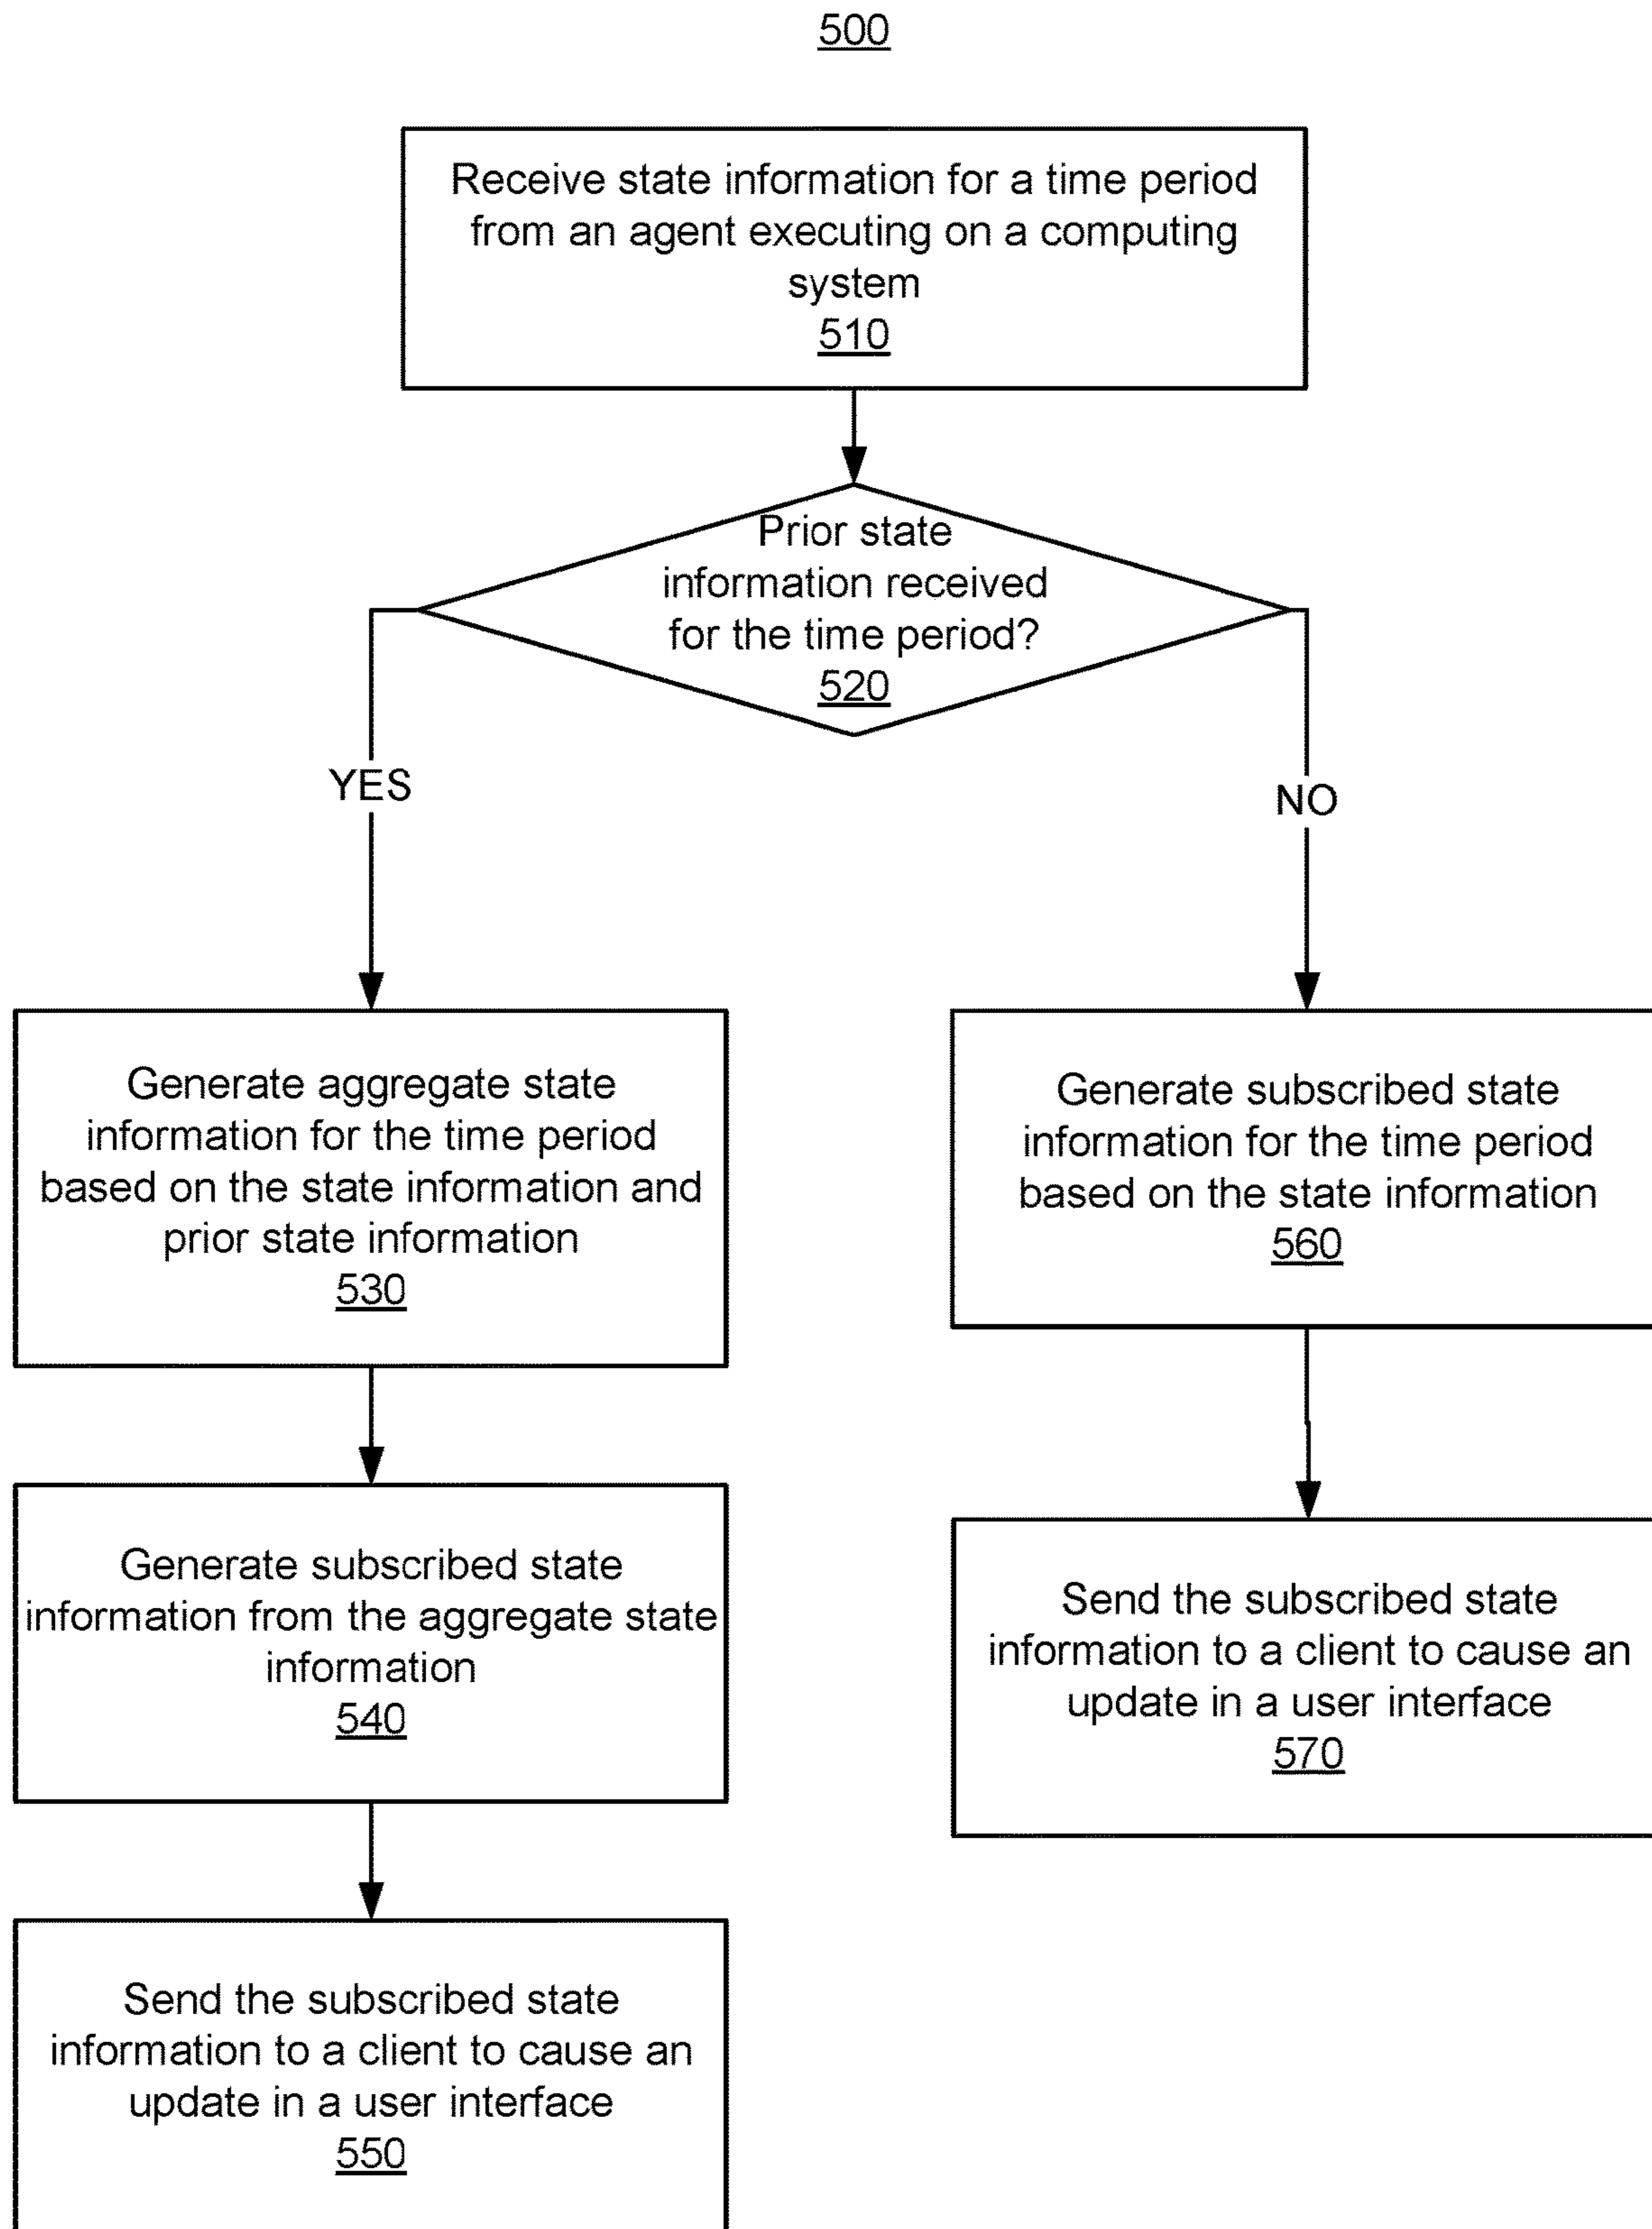 500
Receive state information for a time period
from an agent executing on a computing
system
510
Prior state
information received
for the time period?
520
YES
NO
Generate aggregate state
information for the time period
based on the state information and
prior state information
530
Generate subscribed state
information from the aggregate state
information
540
Send the subscribed state
information to a client to cause an
update in a user interface
550
Generate subscribed state
information for the time period
based on the state information
560
Send the subscribed state
information to a client to cause an
update in a user interface
570